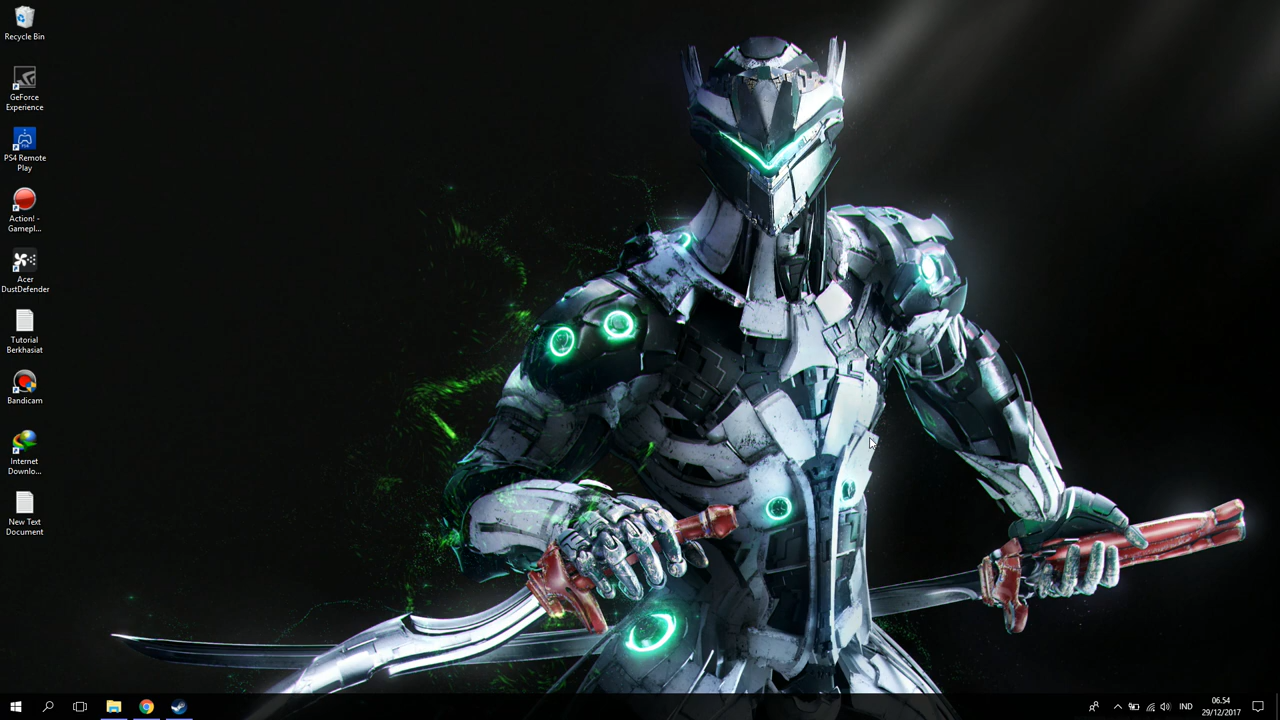 Recycle Bin
GeForce
Experience
PS4 Remote
Play
Action! -
Gamepl...
Acer
DustDefender
Tutorial
Berkhasiat
Bandicam
Internet
Downlo...
New Text
Document
IND
06.54
29/12/2017